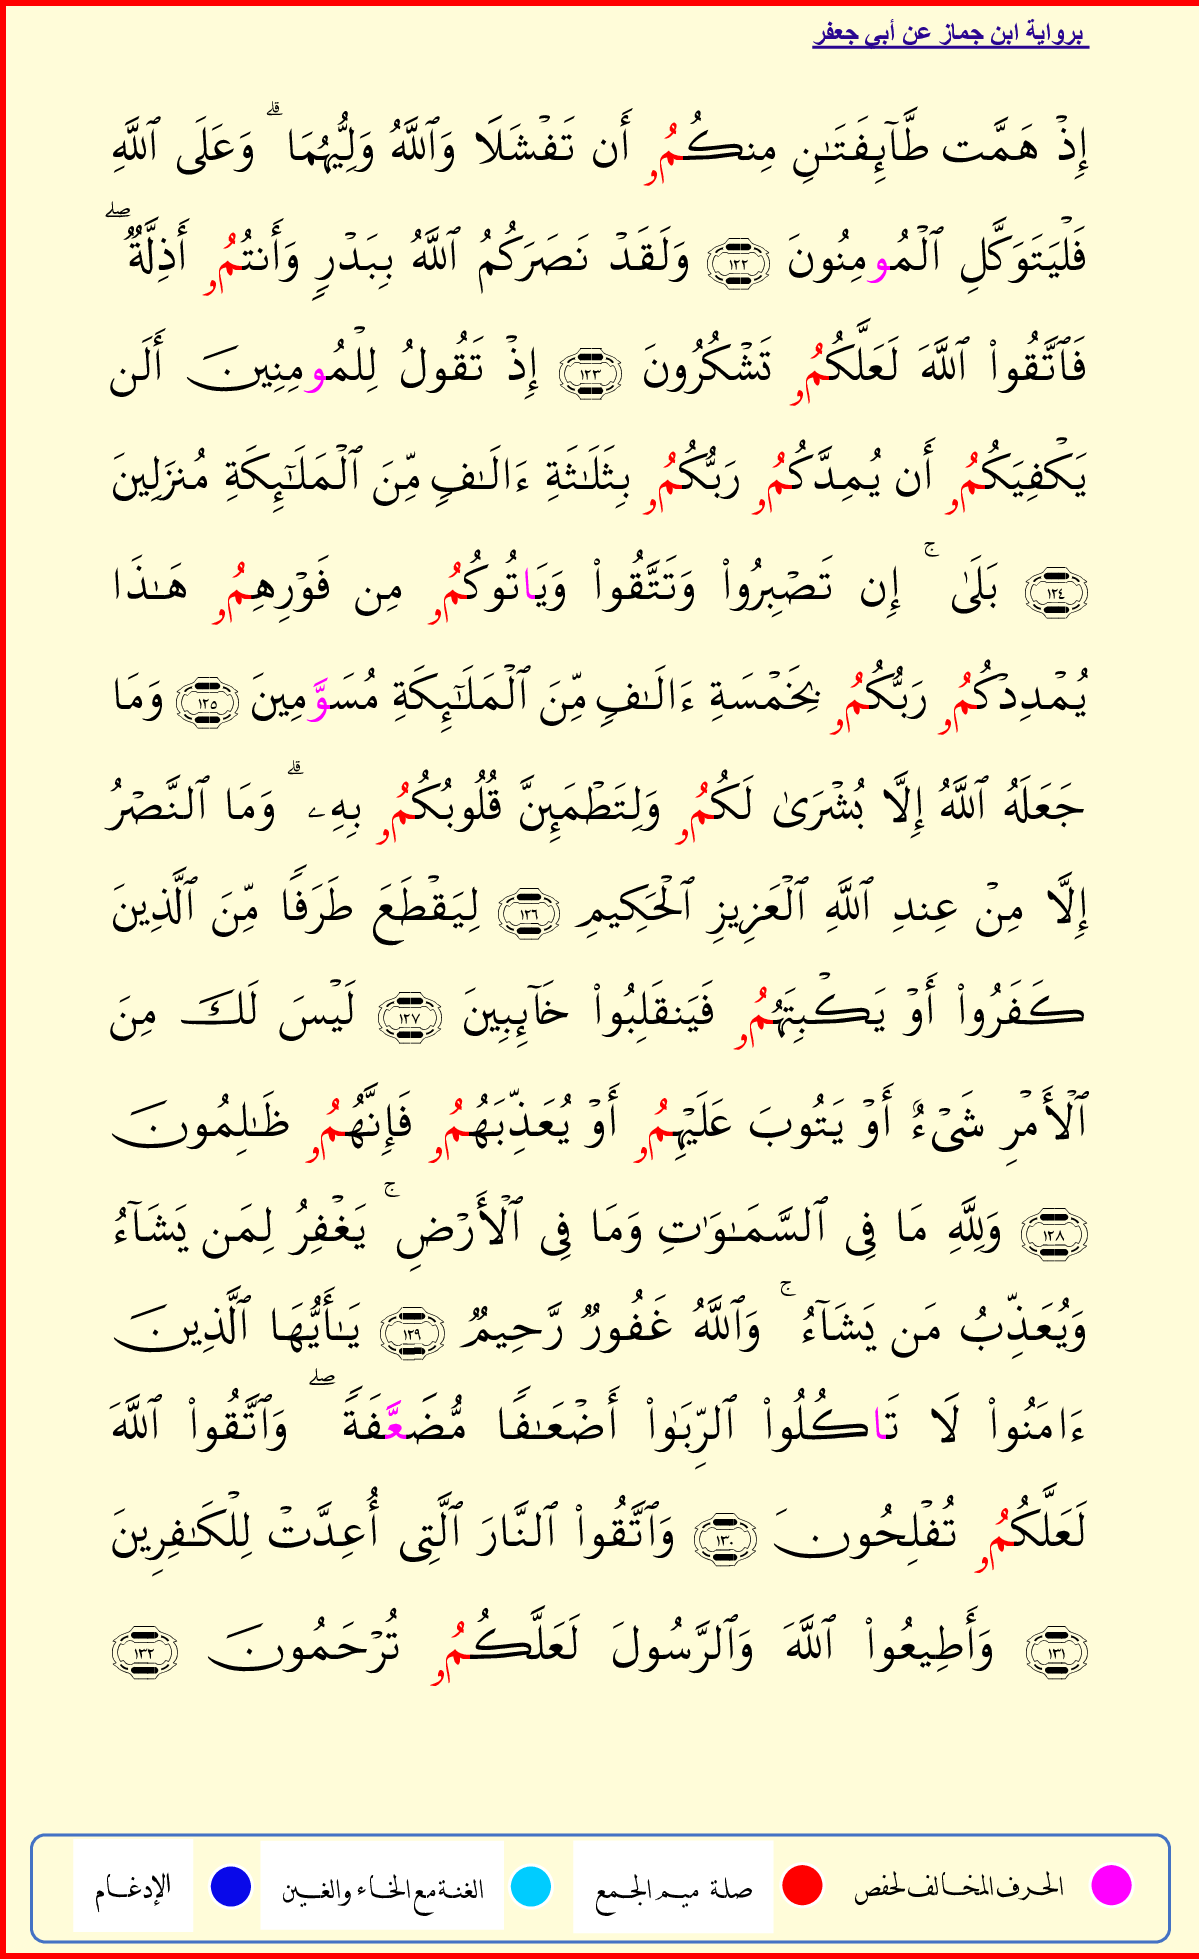 برواية ابن جماز عن أبي جعفر
إِذْ هَمَّت طَّآئِفَتَـٰنِ مِنكُمُۥ أَن تَفْشَلَا وَٱللَّهُ وَلِيُّهُمَا ۗ وَعَلَى ٱللَّهِ
فَلْيَتَوَكَّلِ ٱلْمُومِنُونَ ١٢٢ وَلَقَدْ نَصَرَكُمُ ٱللَّهُ بِبَدْرٍ وَأَنتُمُۥ أَذِلَّةٌ ۖ
فَٱتَّقُوا۟ ٱللَّهَ لَعَلَّكُمُۥ تَشْكُرُونَ ١٢٣ إِذْ تَقُولُ لِلْمُومِنِينَ أَلَن
يَكْفِيَكُمُۥ أَن يُمِدَّكُمُۥ رَبُّكُمُۥ بِثَلَـٰثَةِ ءَالَـٰفٍ مِّنَ ٱلْمَلَـٰٓئِكَةِ مُنزَلِينَ
١٢٤ بَلَىٰ ۚ إِن تَصْبِرُوا۟ وَتَتَّقُوا۟ وَيَاتُوكُمُۥ مِن فَوْرِهِمُۥ هَـٰذَا
يُمْدِدْكُمُۥ رَبُّكُمُۥ بِخَمْسَةِ ءَالَـٰفٍ مِّنَ ٱلْمَلَـٰٓئِكَةِ مُسَوَّمِينَ ١٢٥ وَمَا
جَعَلَهُ ٱللَّهُ إِلَّا بُشْرَىٰ لَكُمُۥ وَلِتَطْمَئِنَّ قُلُوبُكُمُۥ بِهِۦ ۗ وَمَا ٱلنَّصْرُ
إِلَّا مِنْ عِندِ ٱللَّهِ ٱلْعَزِيزِ ٱلْحَكِيمِ ١٢٦ لِيَقْطَعَ طَرَفًا مِّنَ ٱلَّذِينَ
كَفَرُوا۟ أَوْ يَكْبِتَهُمُۥ فَيَنقَلِبُوا۟ خَآئِبِينَ ١٢٧ لَيْسَ لَكَ مِنَ
ٱلْأَمْرِ شَىْءٌ أَوْ يَتُوبَ عَلَيْهِمُۥ أَوْ يُعَذِّبَهُمُۥ فَإِنَّهُمُۥ ظَـٰلِمُونَ
١٢٨ وَلِلَّهِ مَا فِى ٱلسَّمَـٰوَٰتِ وَمَا فِى ٱلْأَرْضِ ۚ يَغْفِرُ لِمَن يَشَآءُ
وَيُعَذِّبُ مَن يَشَآءُ ۚ وَٱللَّهُ غَفُورٌ رَّحِيمٌ ١٢٩ يَـٰٓأَيُّهَا ٱلَّذِينَ
ءَامَنُوا۟ لَا تَاكُلُوا۟ ٱلرِّبَوٰا۟ أَضْعَـٰفًا مُّضَعَّفَةً ۖ وَٱتَّقُوا۟ ٱللَّهَ
لَعَلَّكُمُۥ تُفْلِحُونَ ١٣٠ وَٱتَّقُوا۟ ٱلنَّارَ ٱلَّتِى أُعِدَّتْ لِلْكَـٰفِرِينَ
١٣١ وَأَطِيعُوا۟ ٱللَّهَ وَٱلرَّسُولَ لَعَلَّكُمُۥ تُرْحَمُونَ ١٣٢
الحرف المخالف لحفص صلة ميم الجمع الغنة مع الخاء والغين الإدغام